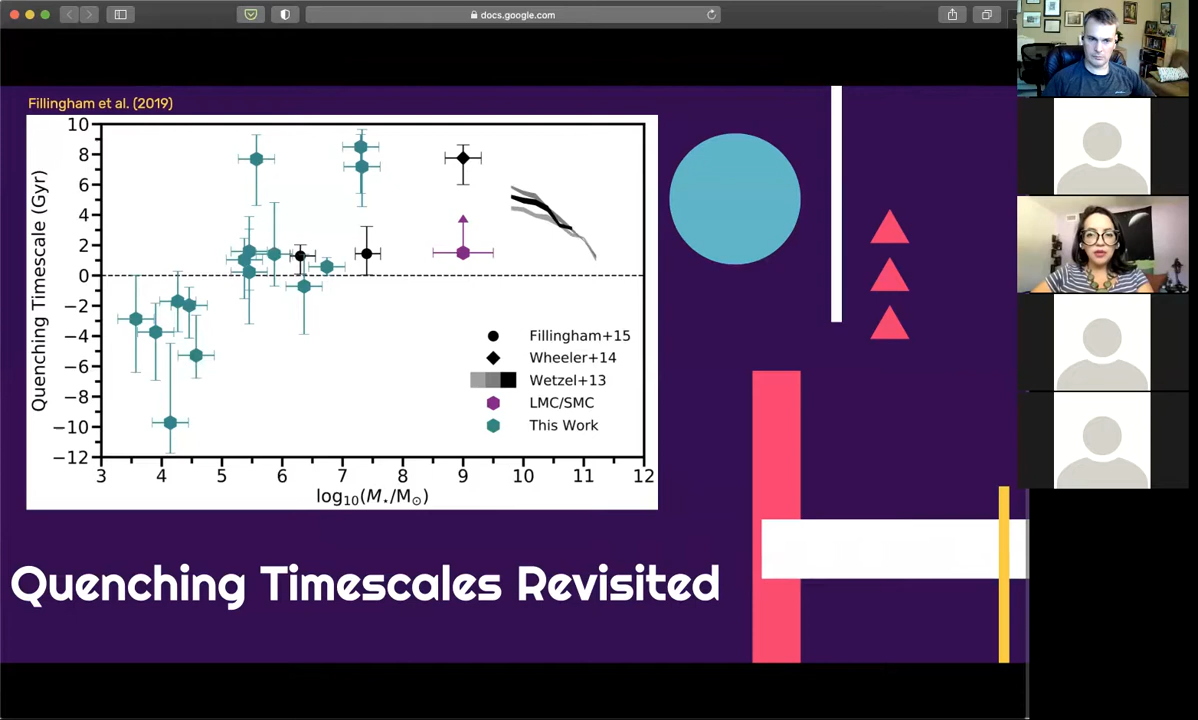 docs.google.com
Fillingham et al. (2019)
Quenching Timescale (Gyr)
10
8
6
4
2
0
−2
−4
−6
−8
−10
−12
Fillingham+15
Wheeler+14
Wetzel+13
LMC/SMC
This Work
3 4 5 6 7 8 9 10 11 12
log₁₀(M⋆/M⊙)
Quenching Timescales Revisited